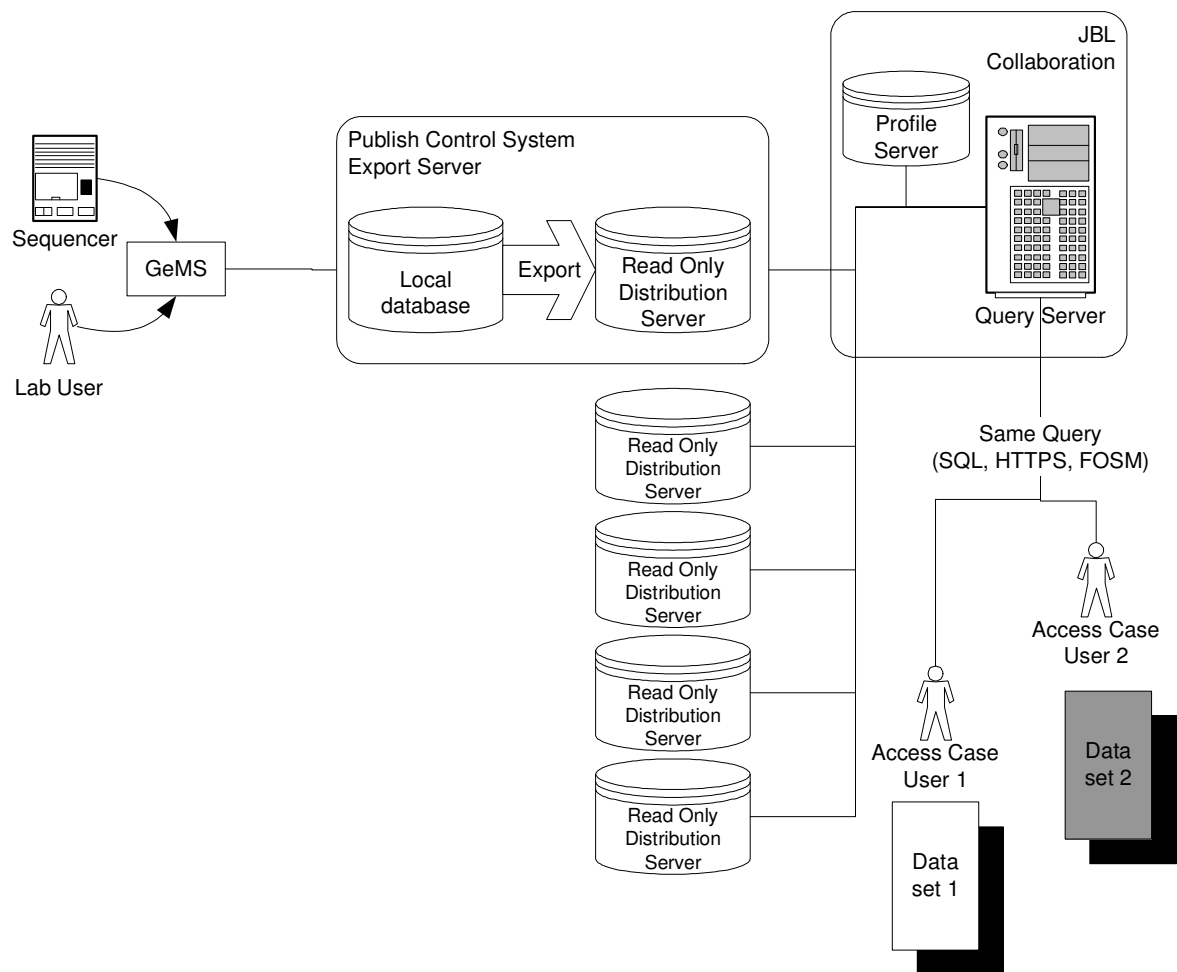 JBL
Collaboration
Profile
Server
Query Server
Publish Control System
Export Server
Local
database
Export
Read Only
Distribution
Server
Sequencer
GeMS
Lab User
Read Only
Distribution
Server
Read Only
Distribution
Server
Read Only
Distribution
Server
Read Only
Distribution
Server
Same Query
(SQL, HTTPS, FOSM)
Access Case
User 2
Access Case
User 1
Data
set 2
Data
set 1